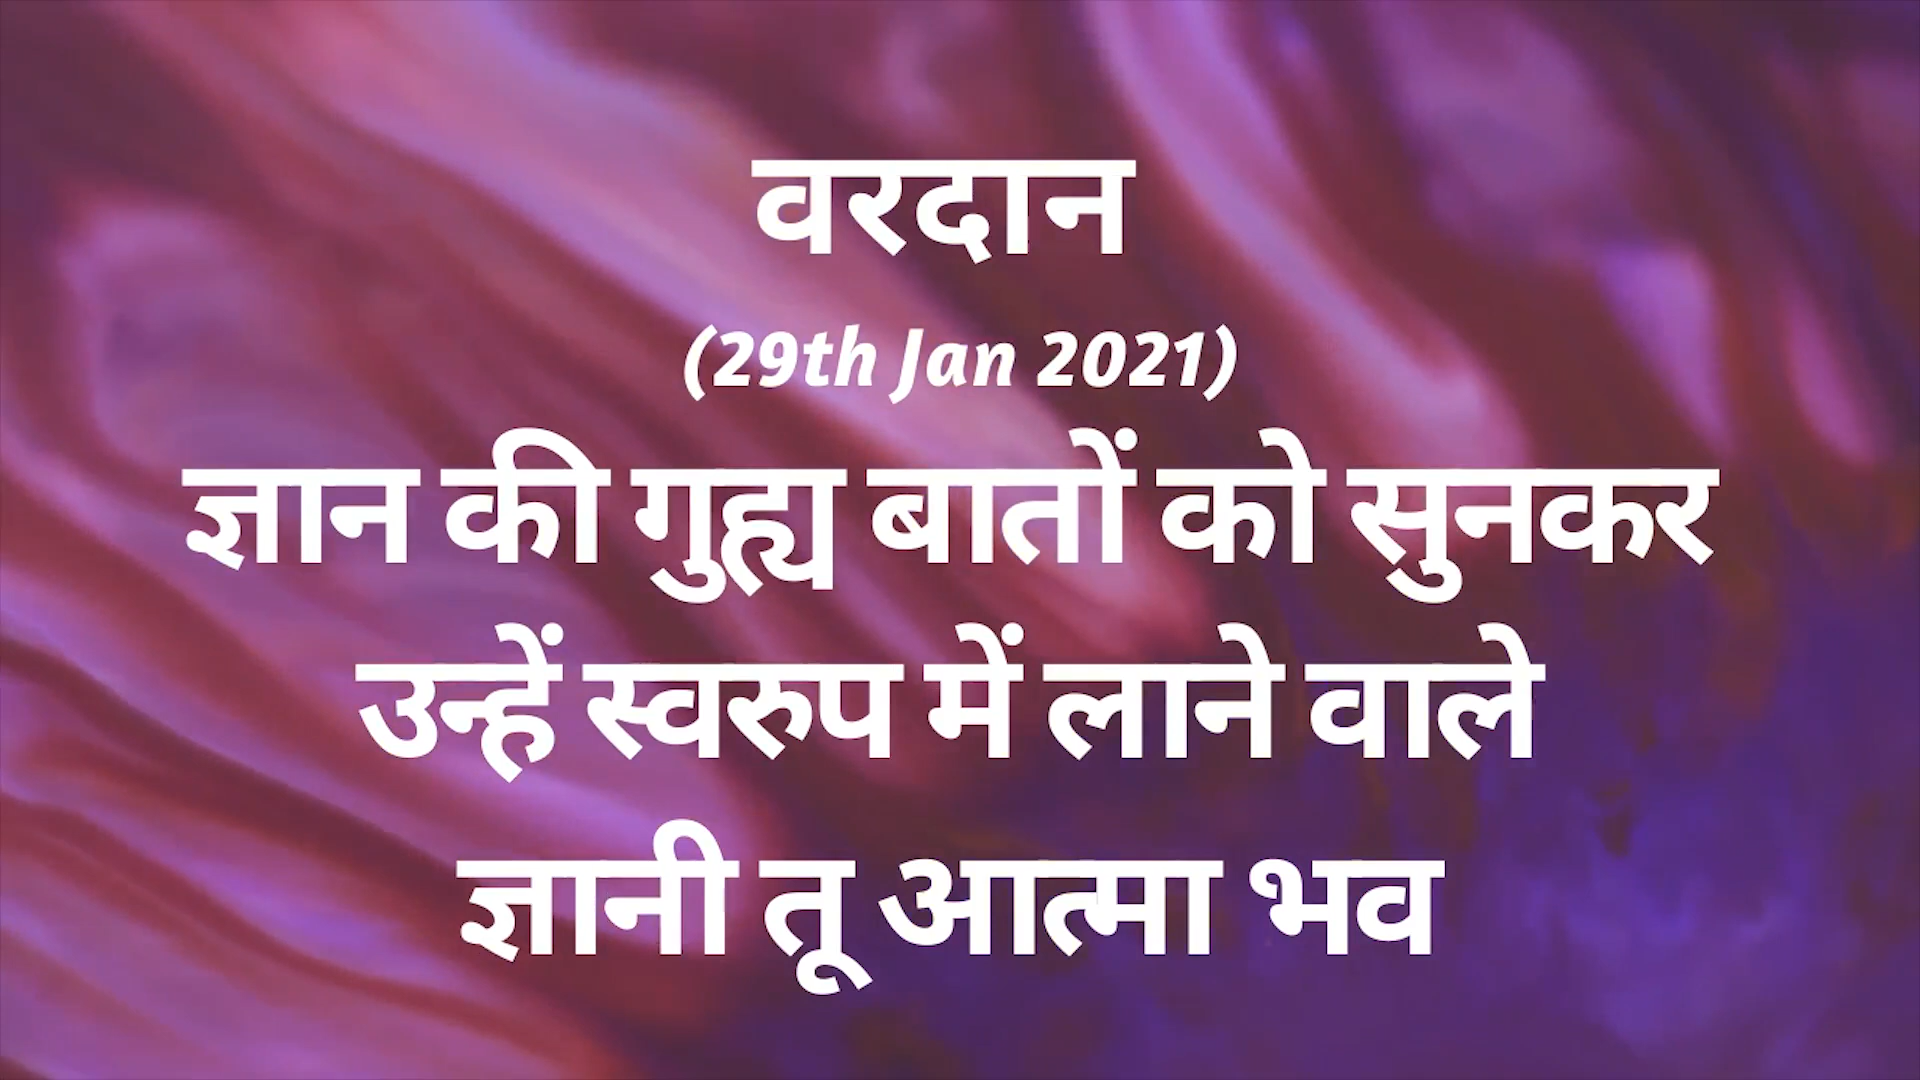 वरदान
(29th Jan 2021)
ज्ञान की गुह्य बातों को सुनकर
उन्हें स्वरुप में लाने वाले
ज्ञानी तू आत्मा भव